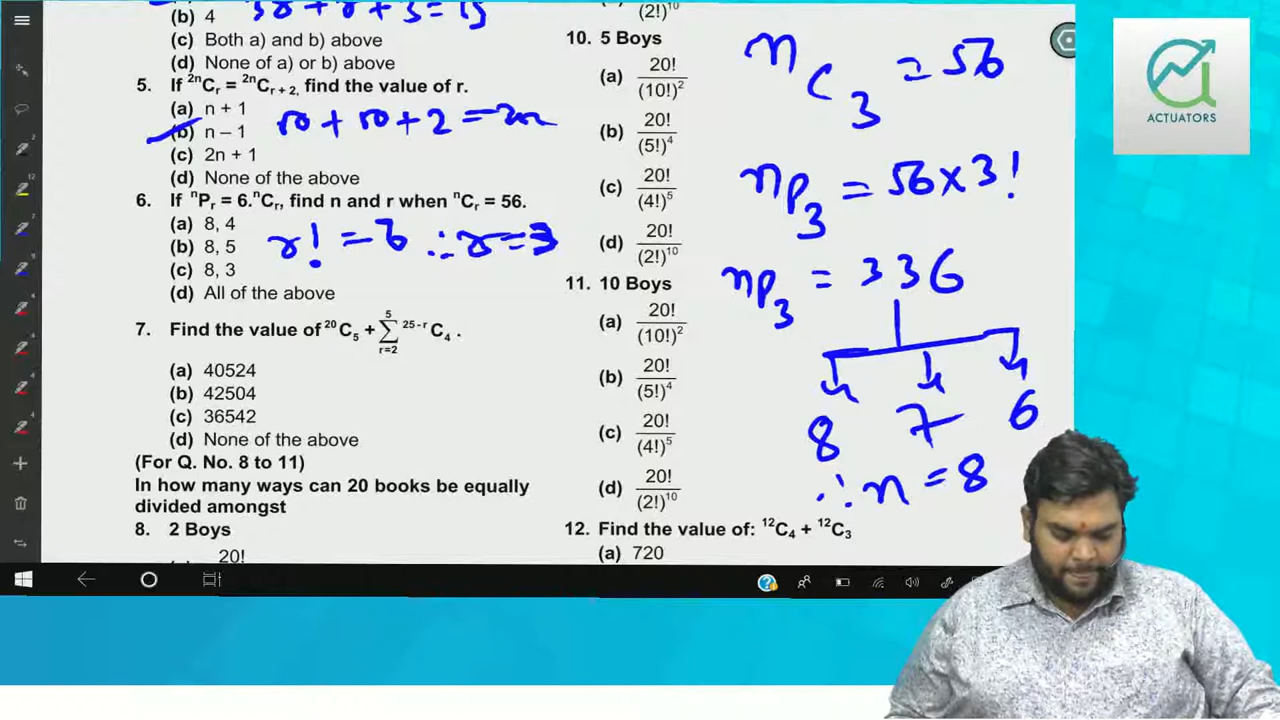 (b) 4 3r + r + 3 = 15
(c) Both a) and b) above
(d) None of a) or b) above
5. If ²ⁿCᵣ = ²ⁿCᵣ₊₂, find the value of r.
(a) n + 1
(b) n – 1 r + r + 2 = 2n
(c) 2n + 1
(d) None of the above
6. If ⁿPᵣ = 6.ⁿCᵣ, find n and r when ⁿCᵣ = 56.
(a) 8, 4
(b) 8, 5 r! = 6 ∴ r = 3
(c) 8, 3
(d) All of the above
7. Find the value of ²⁰C₅ + ∑ (r=2 to 5) ²⁵⁻ʳC₄ .
(a) 40524
(b) 42504
(c) 36542
(d) None of the above
(For Q. No. 8 to 11)
In how many ways can 20 books be equally
divided amongst
8. 2 Boys
20!
(2!)¹⁰
10. 5 Boys
(a) 20!/(10!)²
(b) 20!/(5!)⁴
(c) 20!/(4!)⁵
(d) 20!/(2!)¹⁰
11. 10 Boys
(a) 20!/(10!)²
(b) 20!/(5!)⁴
(c) 20!/(4!)⁵
(d) 20!/(2!)¹⁰
12. Find the value of: ¹²C₄ + ¹²C₃
(a) 720
ⁿC₃ = 56
ⁿP₃ = 56 × 3!
ⁿP₃ = 336
8 7 6
∴ n = 8
ACTUATORS